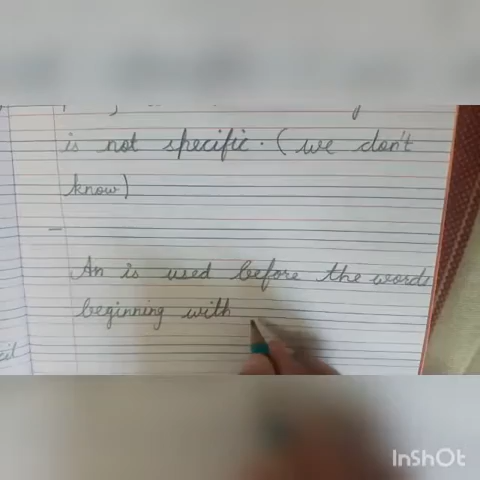 is not specific. (we don't
know)
An is used before the words
beginning with
InShOt